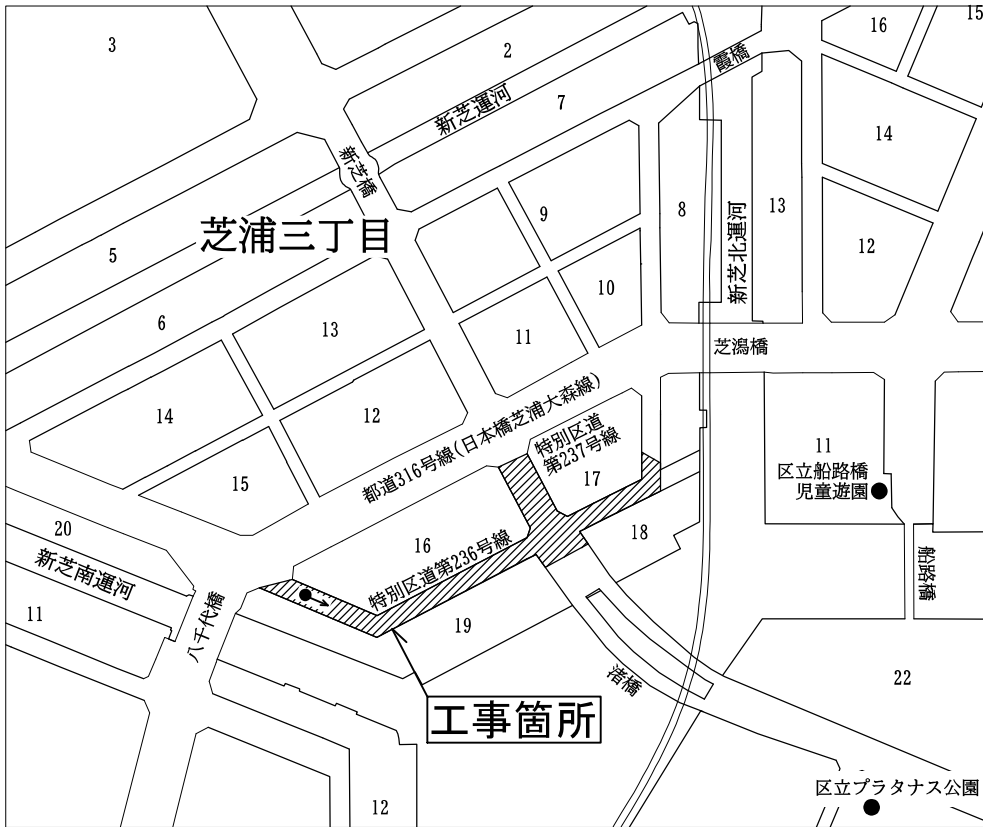 3
2
16
15
新芝運河
7
霞橋
14
新芝橋
8
13
9
芝浦三丁目
5
新芝北運河
12
10
6
13
11
芝潟橋
14
12
都道316号線(日本橋芝浦大森線)
特別区道
第237号線
17
11
区立船路橋
児童遊園
15
20
16
18
新芝南運河
特別区道第236号線
船路橋
11
八千代橋
19
渚橋
22
工事箇所
12
区立プラタナス公園